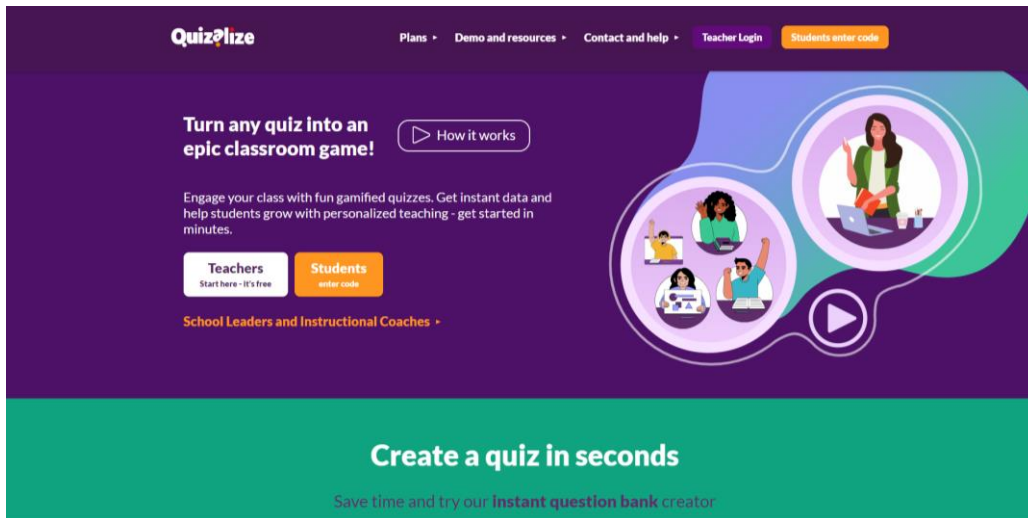 Quizalize
Plans
Demo and resources
Contact and help
Teacher Login
Students enter code
Turn any quiz into an
epic classroom game!
How it works
Engage your class with fun gamified quizzes. Get instant data and
help students grow with personalized teaching - get started in
minutes.
Teachers
Start here - it's free
Students
enter code
School Leaders and Instructional Coaches
Create a quiz in seconds
Save time and try our instant question bank creator